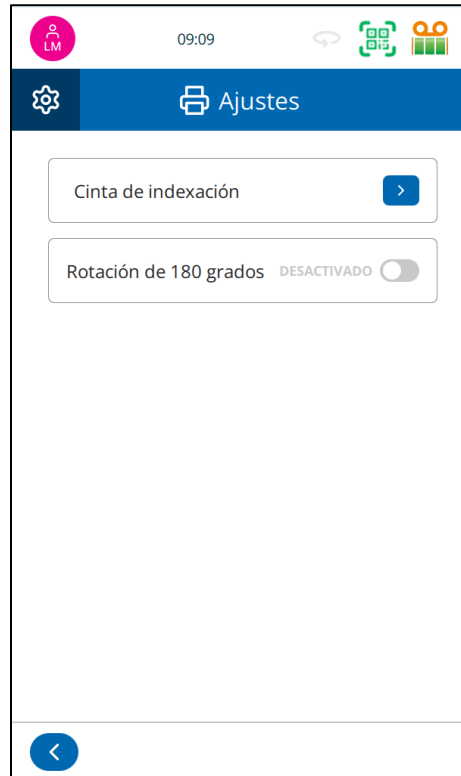 LM
09:09
Ajustes
Cinta de indexación
Rotación de 180 grados DESACTIVADO